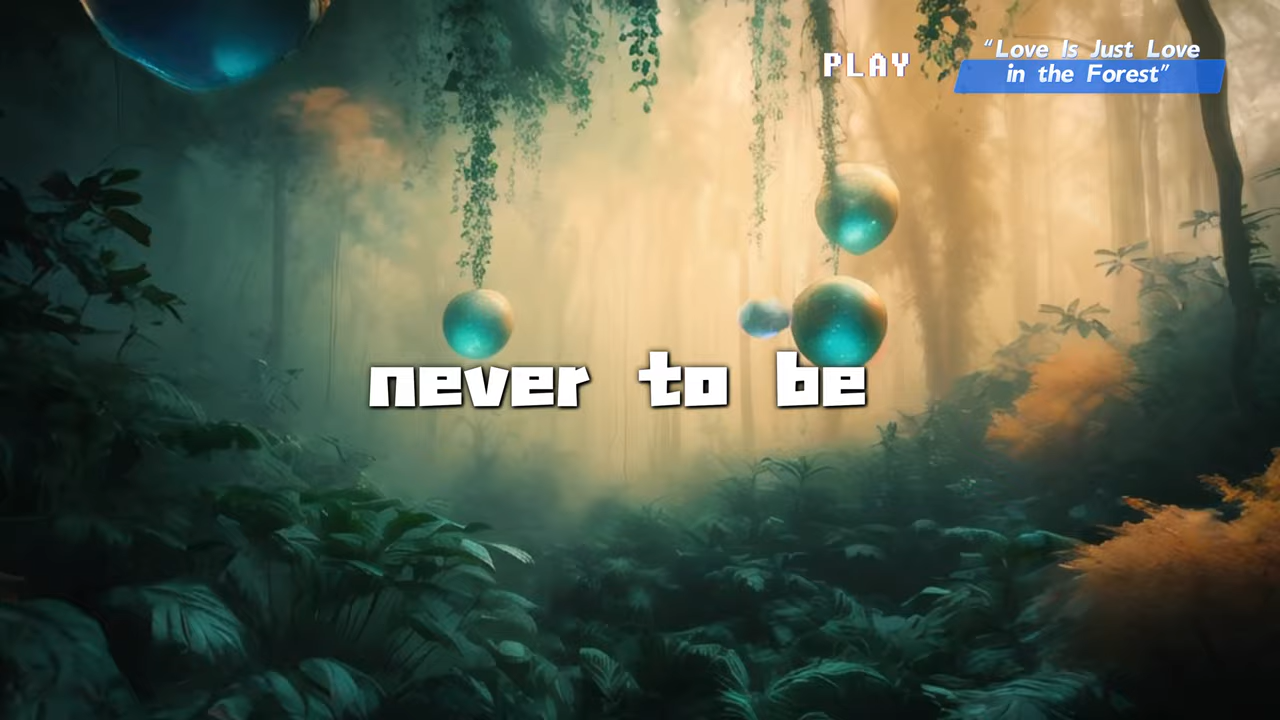 PLAY
“Love Is Just Love
in the Forest”
never to be